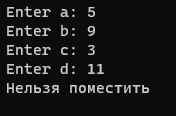 Enter a: 5
Enter b: 9
Enter c: 3
Enter d: 11
Нельзя поместить